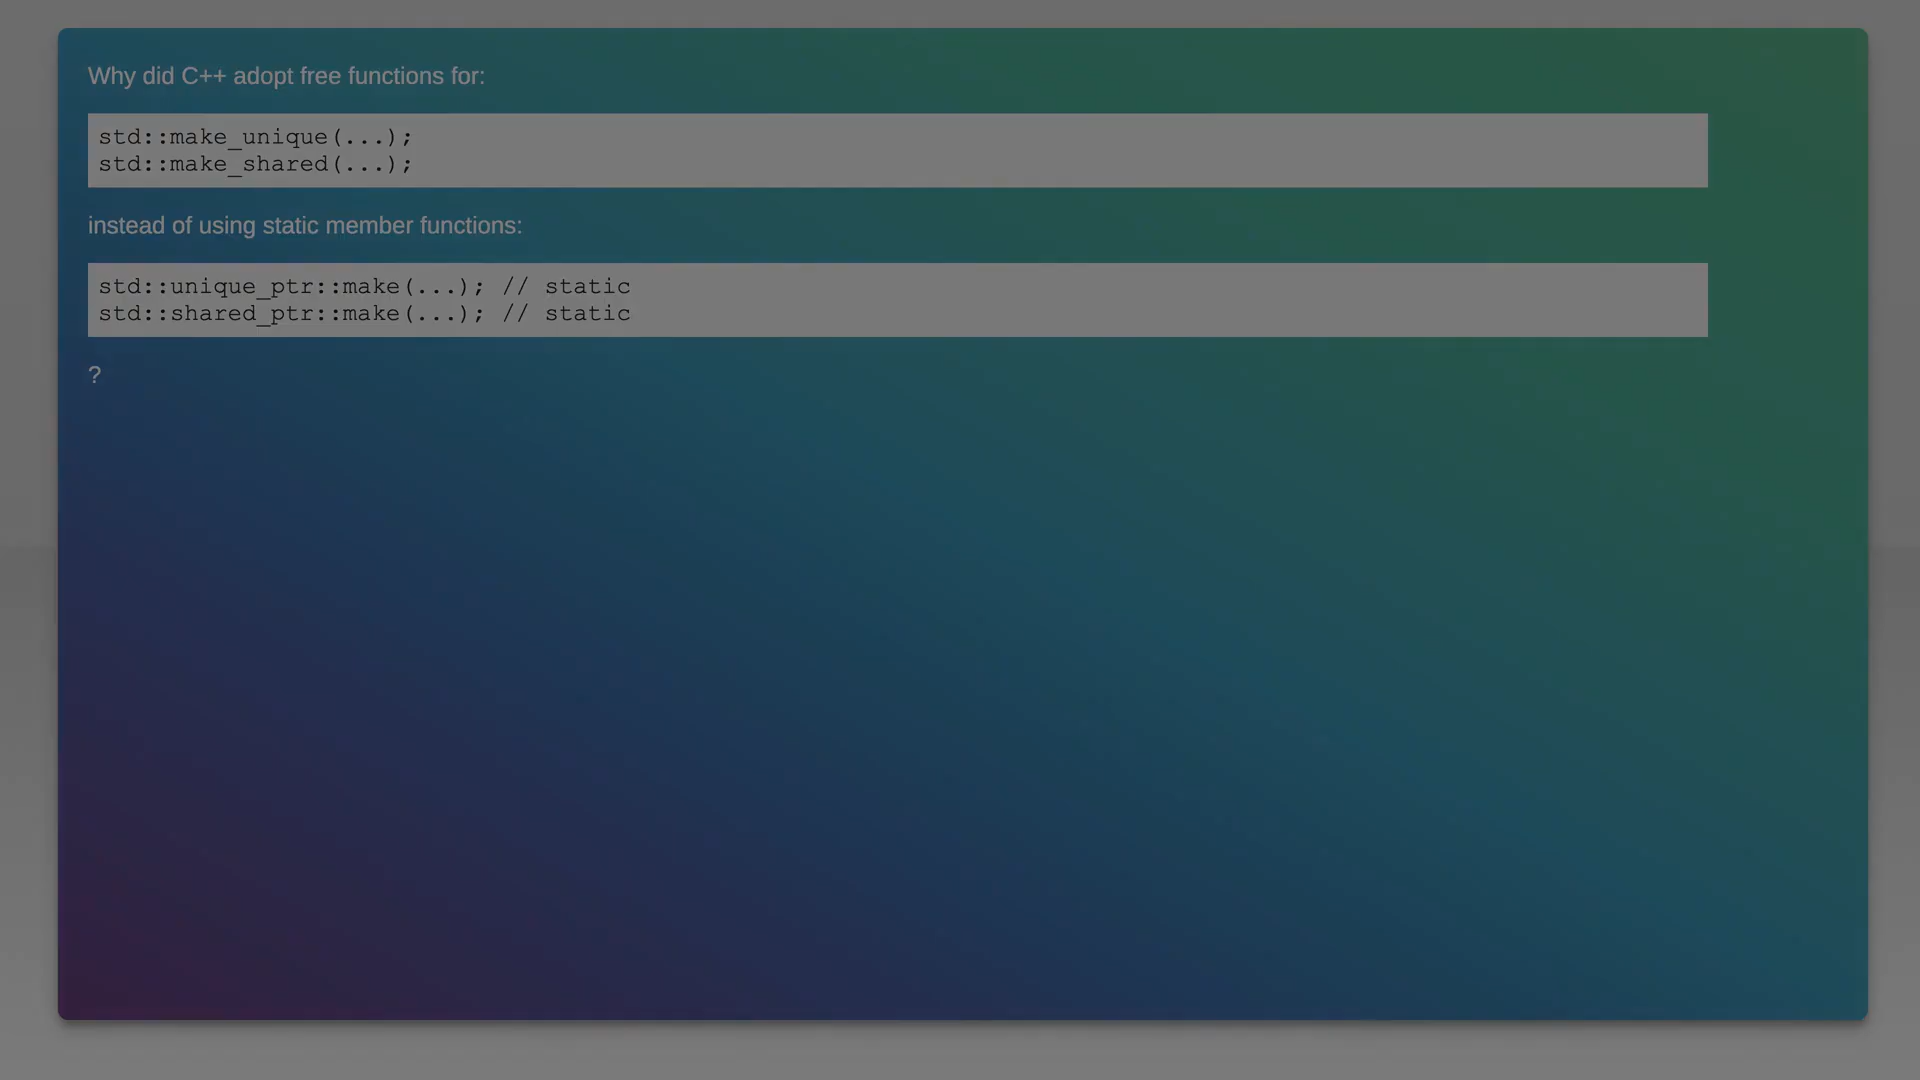 Why did C++ adopt free functions for:
std::make_unique(...);
std::make_shared(...);
instead of using static member functions:
std::unique_ptr::make(...); // static
std::shared_ptr::make(...); // static
?